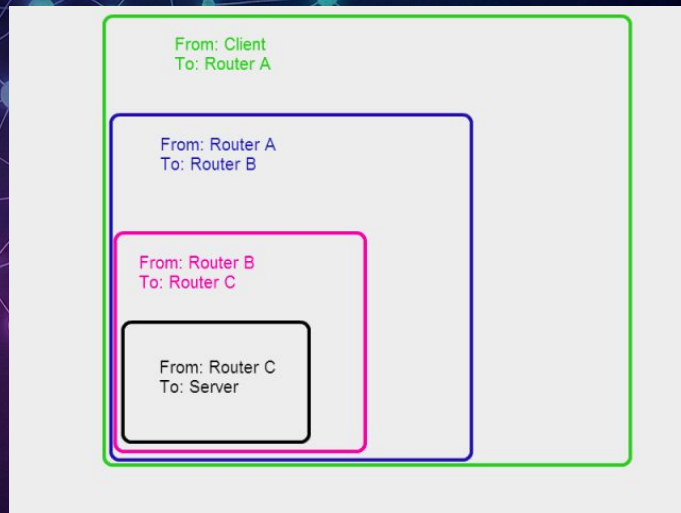 From: Client
To: Router A
From: Router A
To: Router B
From: Router B
To: Router C
From: Router C
To: Server